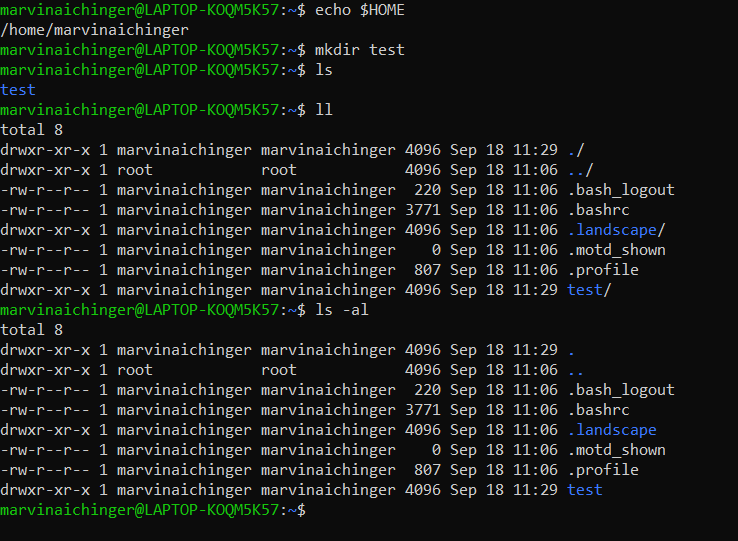 marvinaichinger@LAPTOP-KOQM5K57:~$ echo $HOME
/home/marvinaichinger
marvinaichinger@LAPTOP-KOQM5K57:~$ mkdir test
marvinaichinger@LAPTOP-KOQM5K57:~$ ls
test
marvinaichinger@LAPTOP-KOQM5K57:~$ ll
total 8
drwxr-xr-x 1 marvinaichinger marvinaichinger 4096 Sep 18 11:29 ./
drwxr-xr-x 1 root            root            4096 Sep 18 11:06 ../
-rw-r--r-- 1 marvinaichinger marvinaichinger  220 Sep 18 11:06 .bash_logout
-rw-r--r-- 1 marvinaichinger marvinaichinger 3771 Sep 18 11:06 .bashrc
drwxr-xr-x 1 marvinaichinger marvinaichinger 4096 Sep 18 11:06 .landscape/
-rw-r--r-- 1 marvinaichinger marvinaichinger    0 Sep 18 11:06 .motd_shown
-rw-r--r-- 1 marvinaichinger marvinaichinger  807 Sep 18 11:06 .profile
drwxr-xr-x 1 marvinaichinger marvinaichinger 4096 Sep 18 11:29 test/
marvinaichinger@LAPTOP-KOQM5K57:~$ ls -al
total 8
drwxr-xr-x 1 marvinaichinger marvinaichinger 4096 Sep 18 11:29 .
drwxr-xr-x 1 root            root            4096 Sep 18 11:06 ..
-rw-r--r-- 1 marvinaichinger marvinaichinger  220 Sep 18 11:06 .bash_logout
-rw-r--r-- 1 marvinaichinger marvinaichinger 3771 Sep 18 11:06 .bashrc
drwxr-xr-x 1 marvinaichinger marvinaichinger 4096 Sep 18 11:06 .landscape
-rw-r--r-- 1 marvinaichinger marvinaichinger    0 Sep 18 11:06 .motd_shown
-rw-r--r-- 1 marvinaichinger marvinaichinger  807 Sep 18 11:06 .profile
drwxr-xr-x 1 marvinaichinger marvinaichinger 4096 Sep 18 11:29 test
marvinaichinger@LAPTOP-KOQM5K57:~$